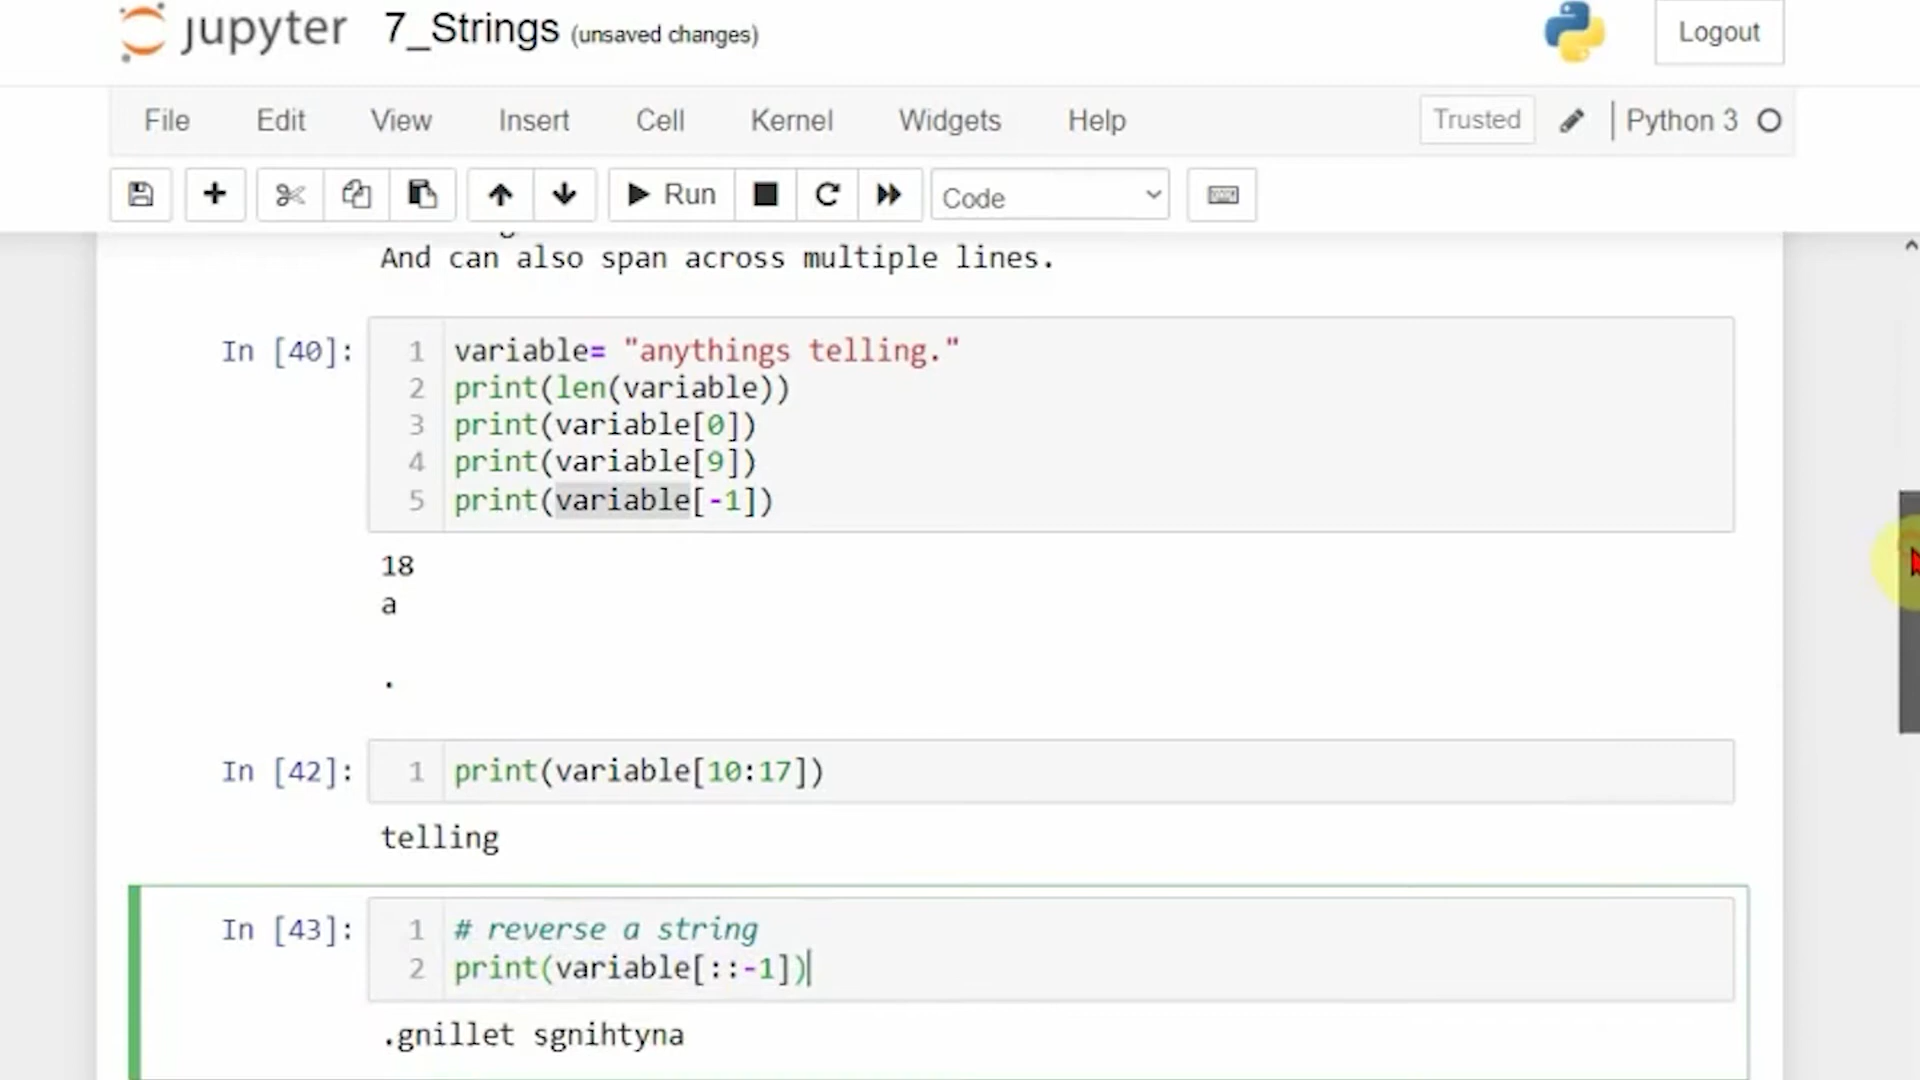 jupyter 7_Strings (unsaved changes) Logout
File Edit View Insert Cell Kernel Widgets Help Trusted Python 3
Run Code
And can also span across multiple lines.
In [40]:
1 variable= "anythings telling."
2 print(len(variable))
3 print(variable[0])
4 print(variable[9])
5 print(variable[-1])
18
a
.
In [42]:
1 print(variable[10:17])
telling
In [43]:
1 # reverse a string
2 print(variable[::-1])
.gnillet sgnihtyna